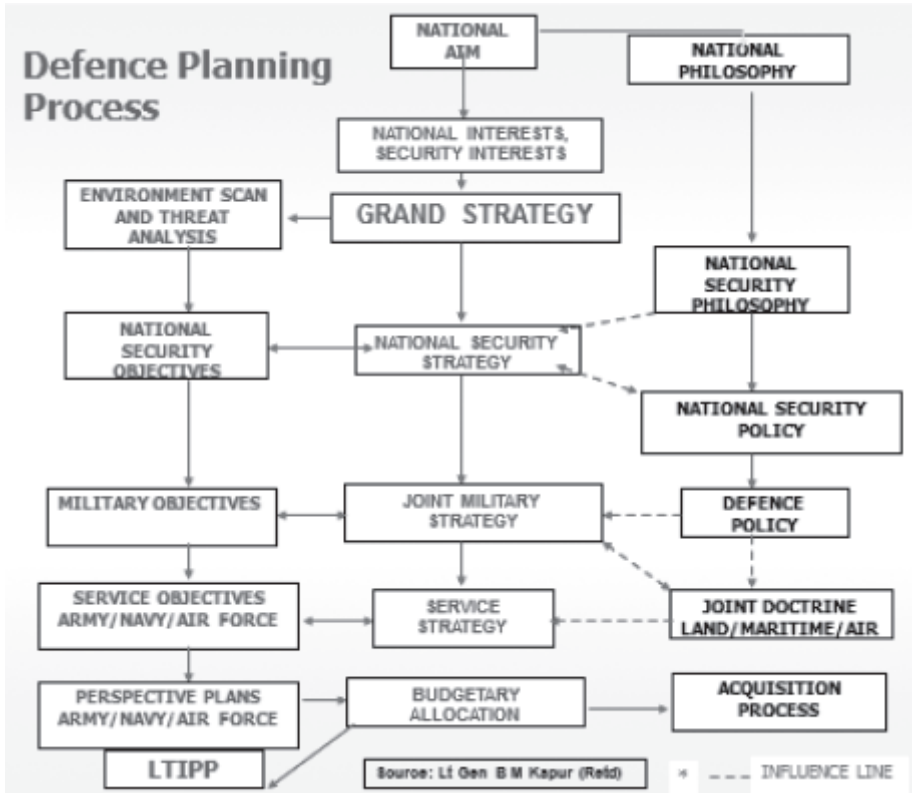 Defence Planning
Process
NATIONAL
AIM
NATIONAL
PHILOSOPHY
NATIONAL INTERESTS,
SECURITY INTERESTS
ENVIRONMENT SCAN
AND THREAT
ANALYSIS
GRAND STRATEGY
NATIONAL
SECURITY
PHILOSOPHY
NATIONAL
SECURITY
OBJECTIVES
NATIONAL SECURITY
STRATEGY
NATIONAL SECURITY
POLICY
MILITARY OBJECTIVES
JOINT MILITARY
STRATEGY
DEFENCE
POLICY
SERVICE OBJECTIVES
ARMY/NAVY/AIR FORCE
SERVICE
STRATEGY
JOINT DOCTRINE
LAND/MARITIME/AIR
PERSPECTIVE PLANS
ARMY/NAVY/AIR FORCE
BUDGETARY
ALLOCATION
ACQUISITION
PROCESS
LTIPP
Source: Lt Gen B M Kapur (Retd)
* INFLUENCE LINE